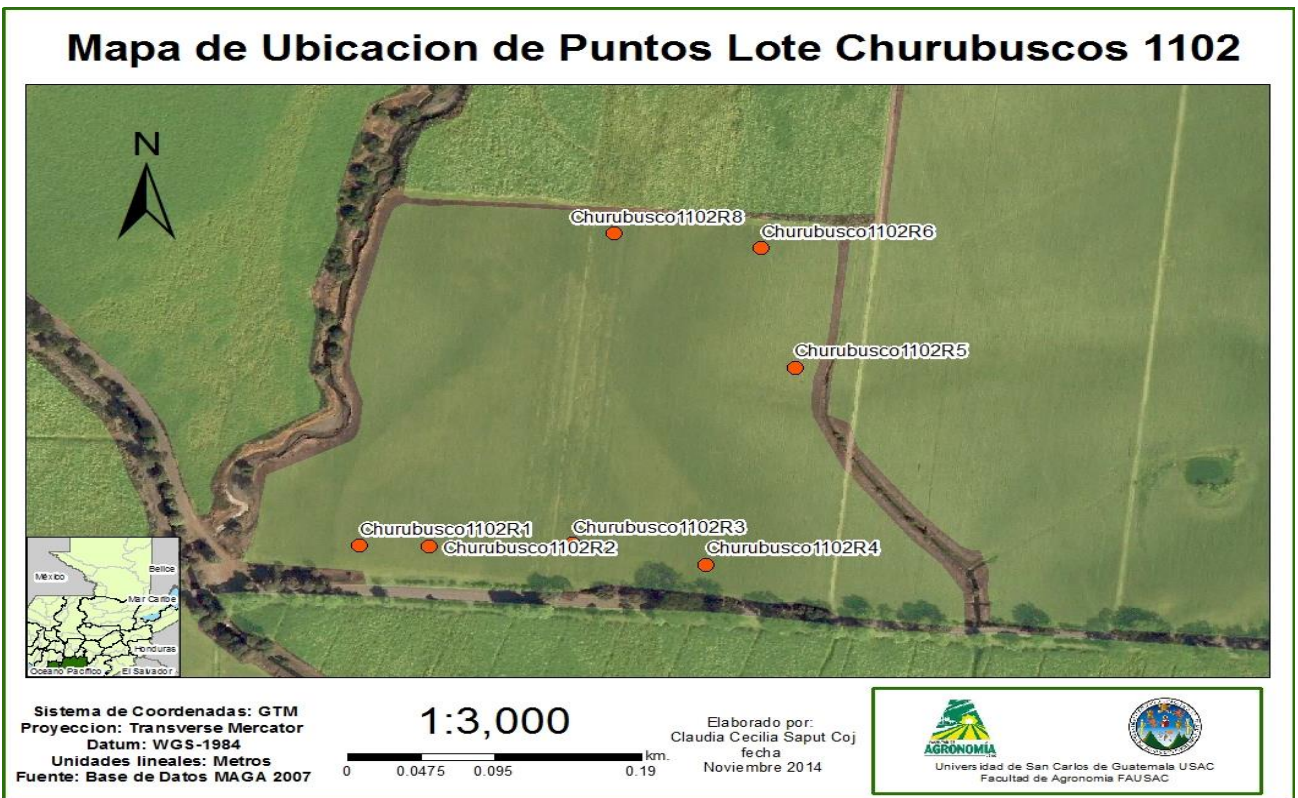 Mapa de Ubicacion de Puntos Lote Churubuscos 1102
N
Churubusco1102R8
Churubusco1102R6
Churubusco1102R5
Churubusco1102R1
Churubusco1102R2
Churubusco1102R3
Churubusco1102R4
México
Belice
Mar Caribe
Honduras
Oceano Pacífico
El Salvador
Sistema de Coordenadas: GTM
Proyeccion: Transverse Mercator
Datum: WGS-1984
Unidades lineales: Metros
Fuente: Base de Datos MAGA 2007
1:3,000
km.
0 0.0475 0.095 0.19
Elaborado por:
Claudia Cecilia Saput Coj
fecha
Noviembre 2014
AGRONOMÍA
Universidad de San Carlos de Guatemala USAC
Facultad de Agronomia FAUSAC